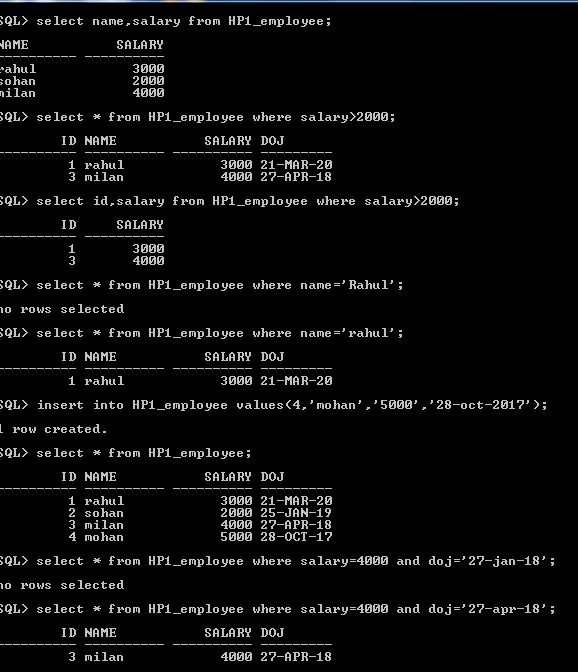 SQL> select name,salary from HP1_employee;
NAME SALARY
---------- ----------
rahul 3000
sohan 2000
milan 4000
SQL> select * from HP1_employee where salary>2000;
ID NAME SALARY DOJ
---------- ---------- ---------- ---------
1 rahul 3000 21-MAR-20
3 milan 4000 27-APR-18
SQL> select id,salary from HP1_employee where salary>2000;
ID SALARY
---------- ----------
1 3000
3 4000
SQL> select * from HP1_employee where name='Rahul';
no rows selected
SQL> select * from HP1_employee where name='rahul';
ID NAME SALARY DOJ
---------- ---------- ---------- ---------
1 rahul 3000 21-MAR-20
SQL> insert into HP1_employee values(4,'mohan','5000','28-oct-2017');
1 row created.
SQL> select * from HP1_employee;
ID NAME SALARY DOJ
---------- ---------- ---------- ---------
1 rahul 3000 21-MAR-20
2 sohan 2000 25-JAN-19
3 milan 4000 27-APR-18
4 mohan 5000 28-OCT-17
SQL> select * from HP1_employee where salary=4000 and doj='27-jan-18';
no rows selected
SQL> select * from HP1_employee where salary=4000 and doj='27-apr-18';
ID NAME SALARY DOJ
---------- ---------- ---------- ---------
3 milan 4000 27-APR-18